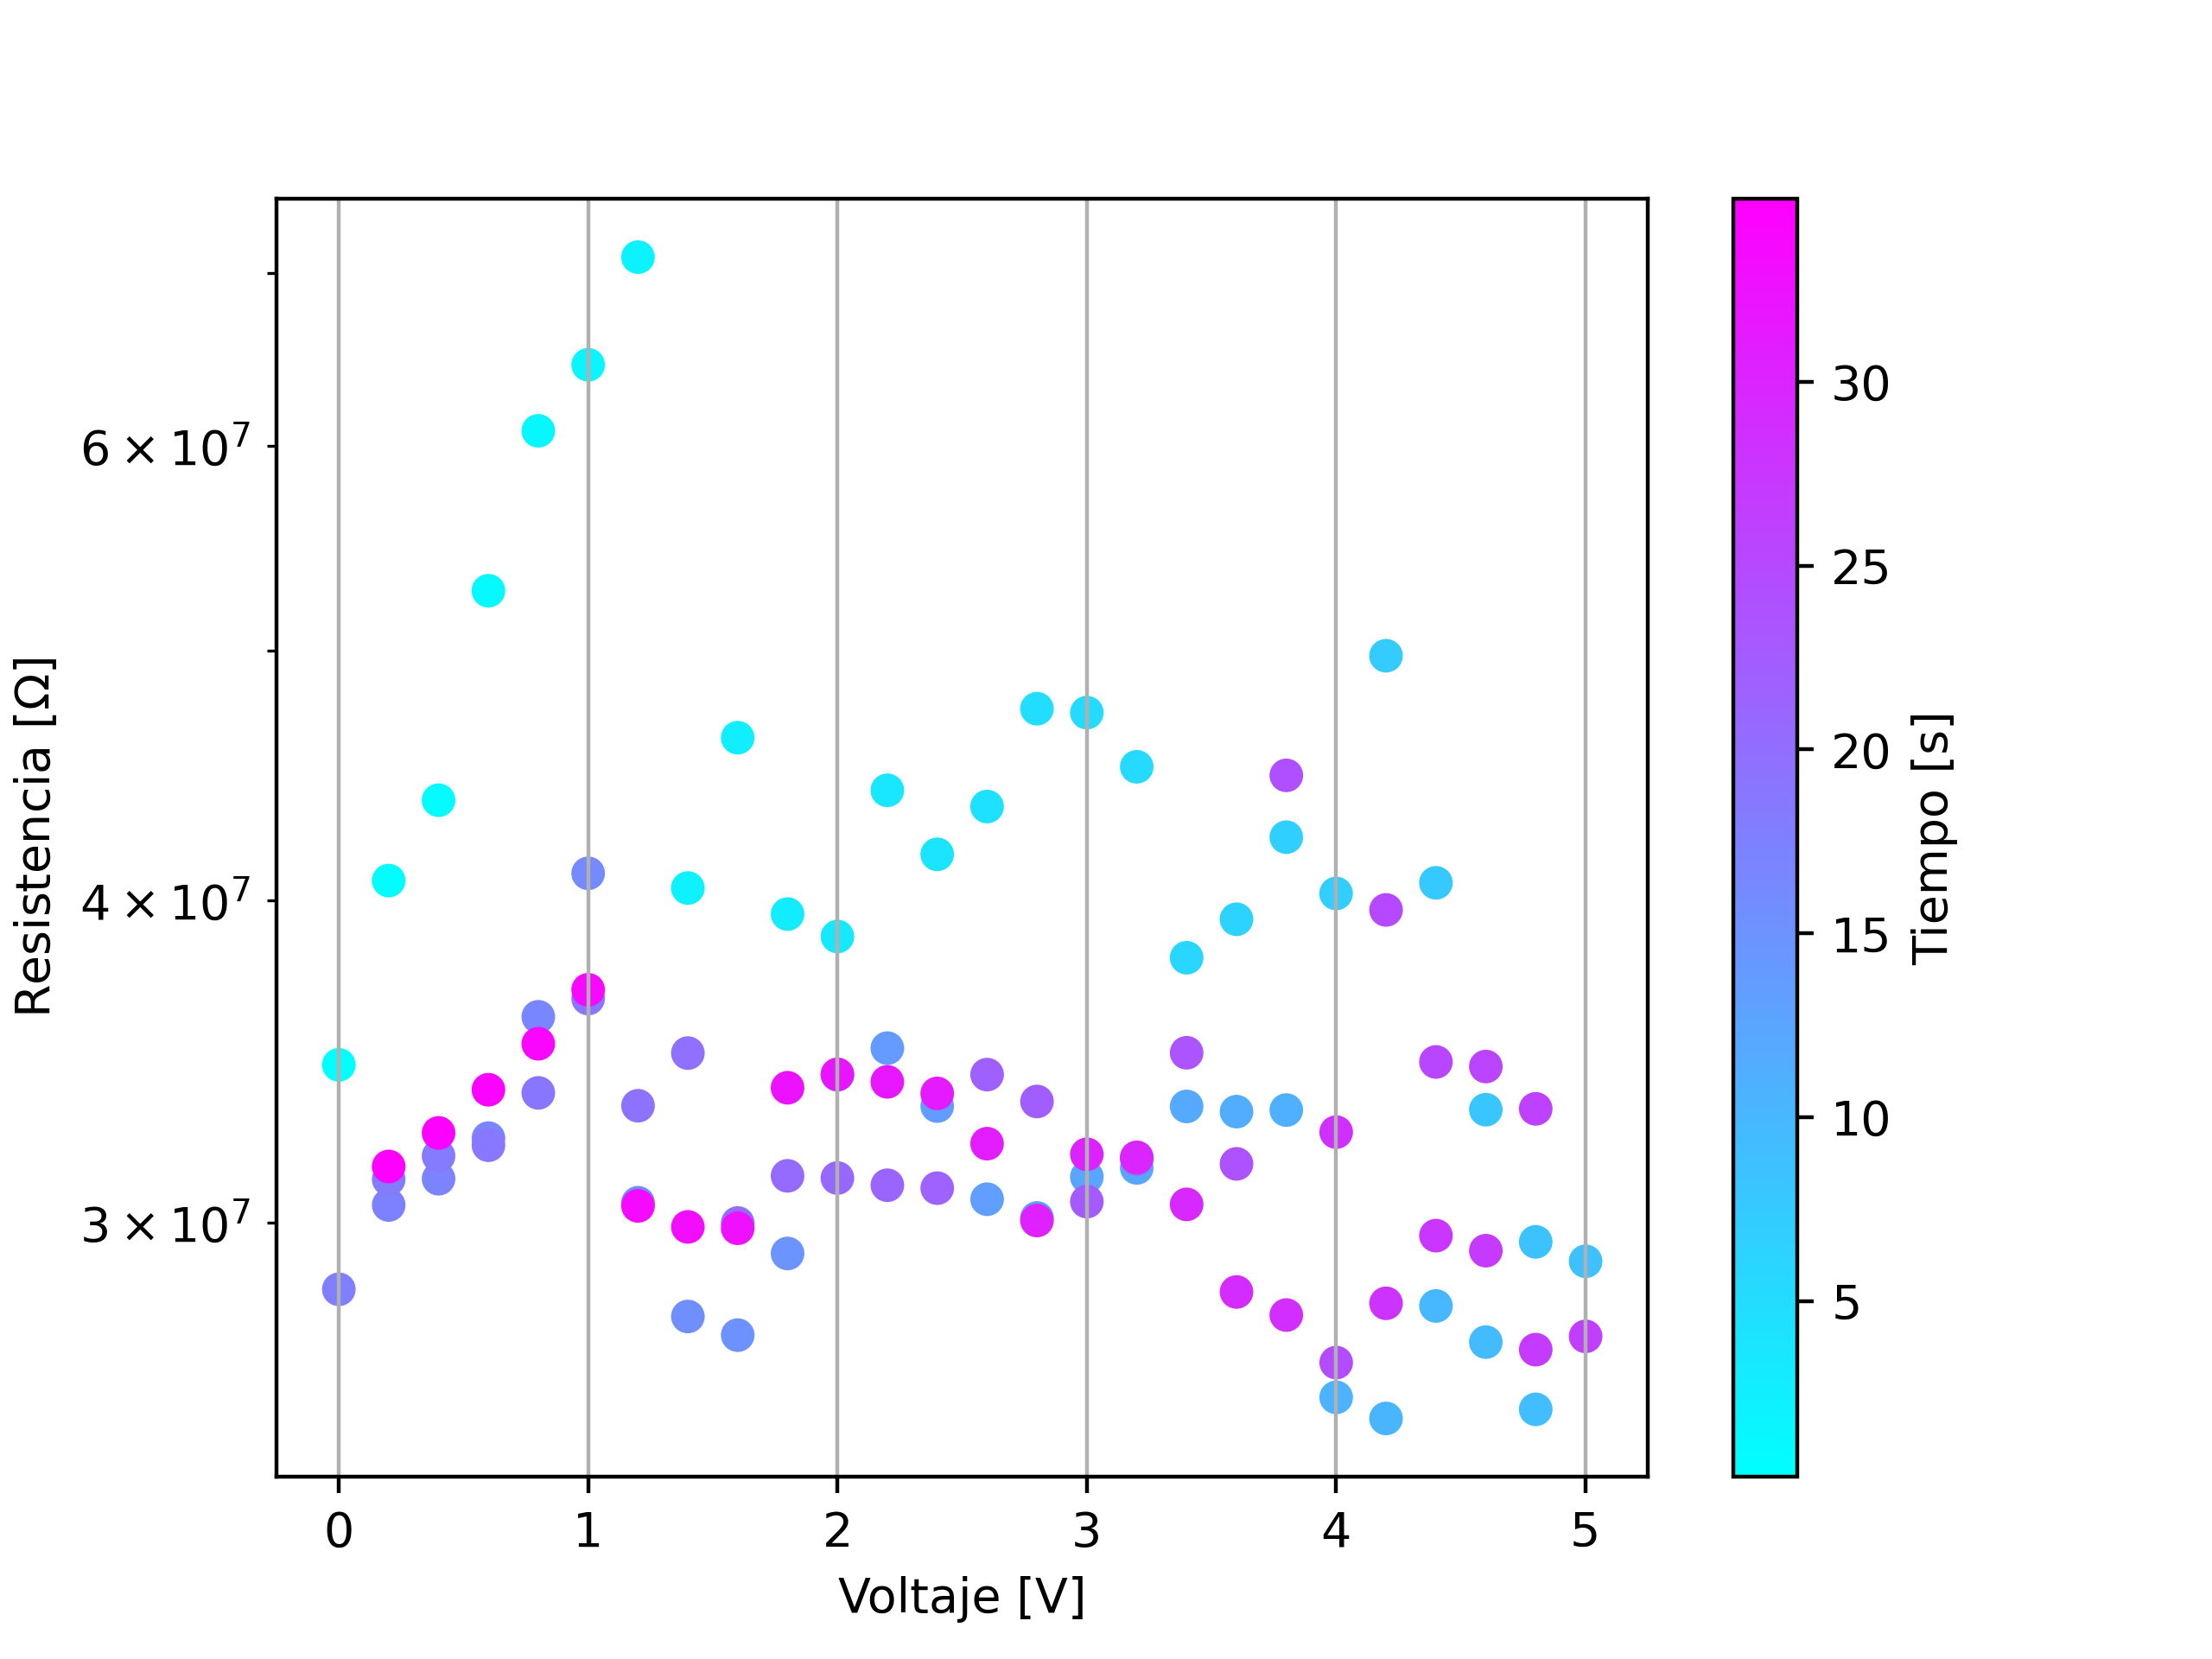 6 × 10⁷
4 × 10⁷
3 × 10⁷
Resistencia [Ω]
0 1 2 3 4 5
Voltaje [V]
30
25
20
15
10
5
Tiempo [s]